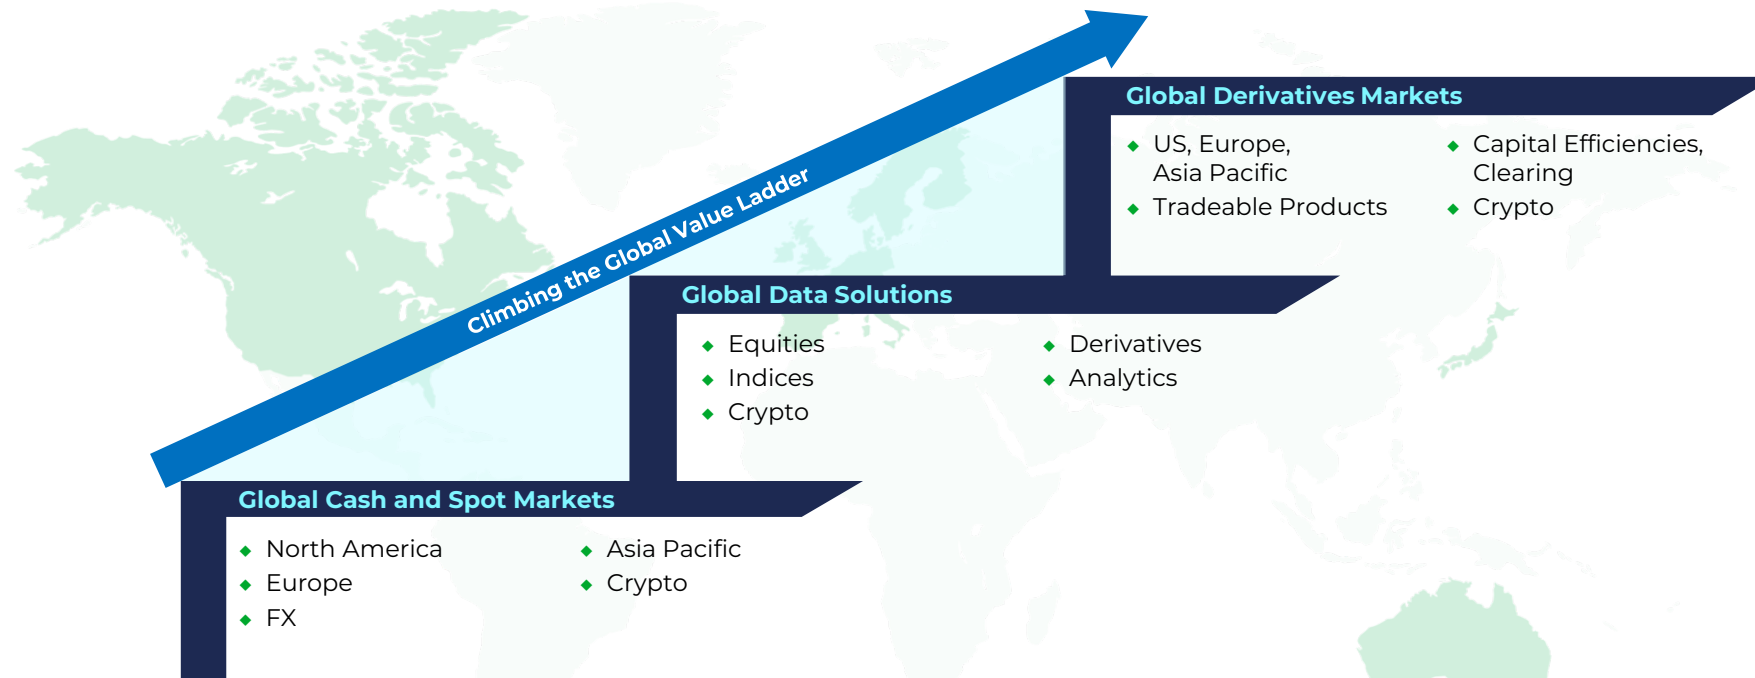 Climbing the Global Value Ladder
Global Derivatives Markets
US, Europe,
Asia Pacific
Tradeable Products
Capital Efficiencies,
Clearing
Crypto
Global Data Solutions
Equities
Indices
Crypto
Derivatives
Analytics
Global Cash and Spot Markets
North America
Europe
FX
Asia Pacific
Crypto